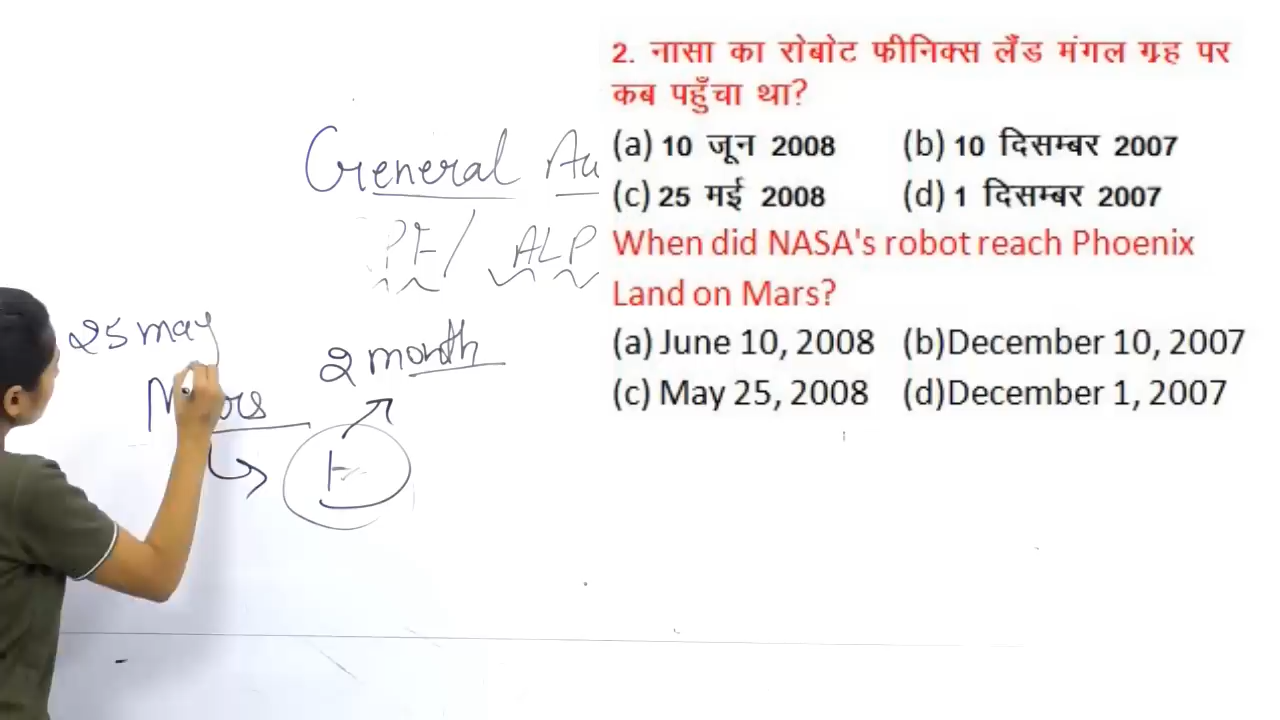 General
PF/ ALP
25 may
2 month
Mars
2. नासा का रोबोट फीनिक्स लैंड मंगल ग्रह पर
कब पहुँचा था?
(a) 10 जून 2008 (b) 10 दिसम्बर 2007
(c) 25 मई 2008 (d) 1 दिसम्बर 2007
When did NASA's robot reach Phoenix
Land on Mars?
(a) June 10, 2008 (b)December 10, 2007
(c) May 25, 2008 (d)December 1, 2007